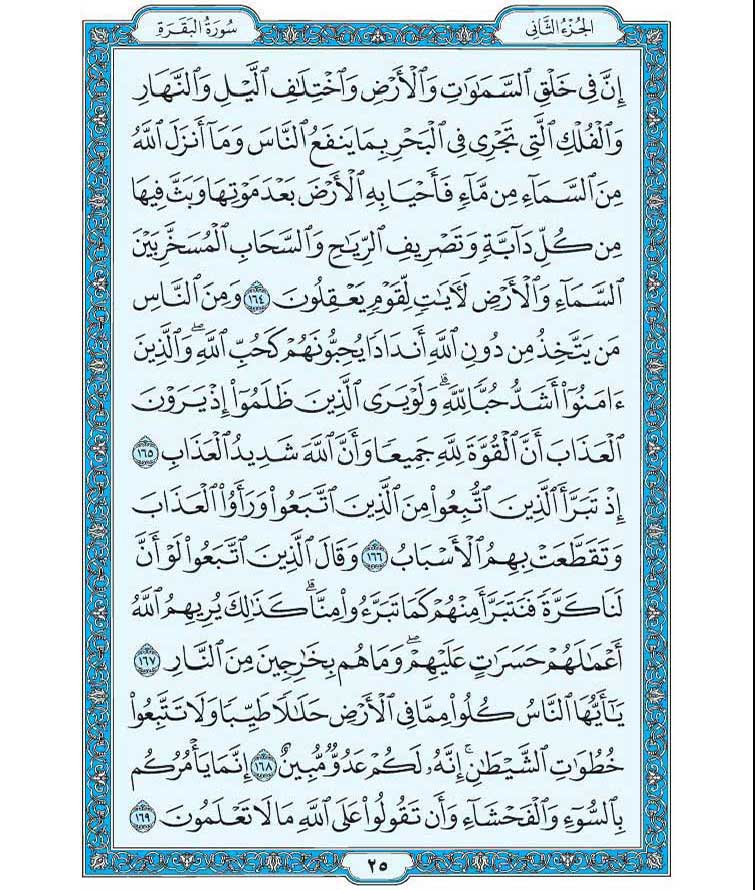 سُورَةُ الْبَقَرَةِ
الجُزْءُ الثَّانِي
إِنَّ فِي خَلْقِ ٱلسَّمَٰوَٰتِ وَٱلْأَرْضِ وَٱخْتِلَٰفِ ٱلَّيْلِ وَٱلنَّهَارِ
وَٱلْفُلْكِ ٱلَّتِي تَجْرِي فِي ٱلْبَحْرِ بِمَا يَنفَعُ ٱلنَّاسَ وَمَآ أَنزَلَ ٱللَّهُ
مِنَ ٱلسَّمَآءِ مِن مَّآءٍ فَأَحْيَا بِهِ ٱلْأَرْضَ بَعْدَ مَوْتِهَا وَبَثَّ فِيهَا
مِن كُلِّ دَآبَّةٍ وَتَصْرِيفِ ٱلرِّيَٰحِ وَٱلسَّحَابِ ٱلْمُسَخَّرِ بَيْنَ
ٱلسَّمَآءِ وَٱلْأَرْضِ لَءَايَٰتٍ لِّقَوْمٍ يَعْقِلُونَ ١٦٤ وَمِنَ ٱلنَّاسِ
مَن يَتَّخِذُ مِن دُونِ ٱللَّهِ أَندَادًا يُحِبُّونَهُمْ كَحُبِّ ٱللَّهِۖ وَٱلَّذِينَ
ءَامَنُوٓا۟ أَشَدُّ حُبًّا لِّلَّهِۗ وَلَوْ يَرَى ٱلَّذِينَ ظَلَمُوٓا۟ إِذْ يَرَوْنَ
ٱلْعَذَابَ أَنَّ ٱلْقُوَّةَ لِلَّهِ جَمِيعًا وَأَنَّ ٱللَّهَ شَدِيدُ ٱلْعَذَابِ ١٦٥
إِذْ تَبَرَّأَ ٱلَّذِينَ ٱتُّبِعُوا۟ مِنَ ٱلَّذِينَ ٱتَّبَعُوا۟ وَرَأَوُا۟ ٱلْعَذَابَ
وَتَقَطَّعَتْ بِهِمُ ٱلْأَسْبَابُ ١٦٦ وَقَالَ ٱلَّذِينَ ٱتَّبَعُوا۟ لَوْ أَنَّ
لَنَا كَرَّةً فَنَتَبَرَّأَ مِنْهُمْ كَمَا تَبَرَّءُوا۟ مِنَّاۗ كَذَٰلِكَ يُرِيهِمُ ٱللَّهُ
أَعْمَٰلَهُمْ حَسَرَٰتٍ عَلَيْهِمْۖ وَمَا هُم بِخَٰرِجِينَ مِنَ ٱلنَّارِ ١٦٧
يَٰٓأَيُّهَا ٱلنَّاسُ كُلُوا۟ مِمَّا فِي ٱلْأَرْضِ حَلَٰلًا طَيِّبًا وَلَا تَتَّبِعُوا۟
خُطُوَٰتِ ٱلشَّيْطَٰنِۚ إِنَّهُۥ لَكُمْ عَدُوٌّ مُّبِينٌ ١٦٨ إِنَّمَا يَأْمُرُكُم
بِٱلسُّوٓءِ وَٱلْفَحْشَآءِ وَأَن تَقُولُوا۟ عَلَى ٱللَّهِ مَا لَا تَعْلَمُونَ ١٦٩
٢٥